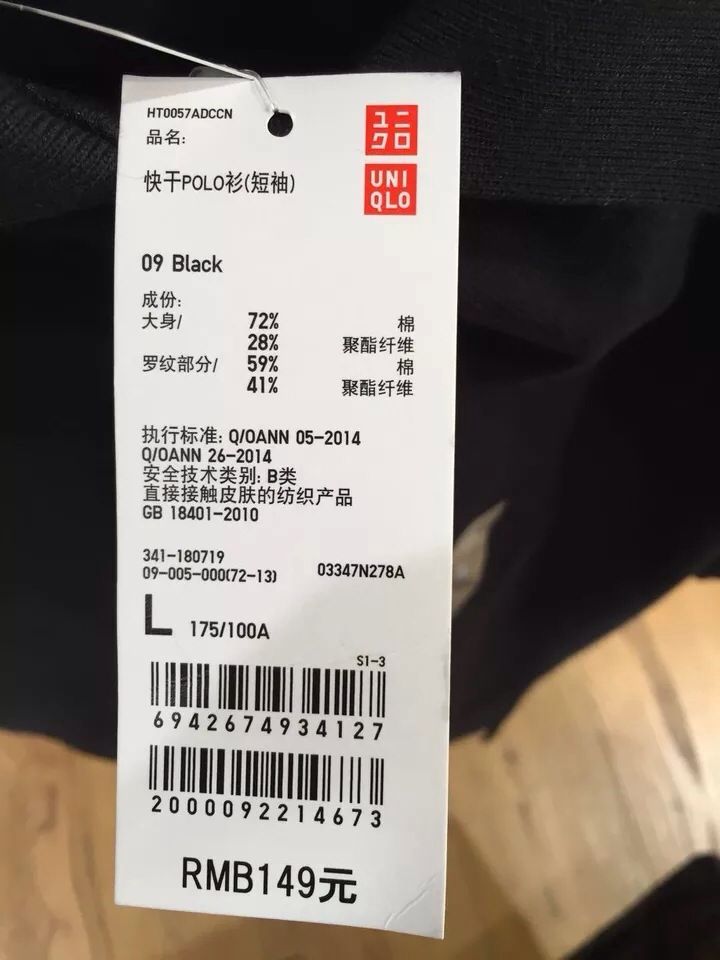 HT0057ADCCN
品名:
ユニ
クロ
UNI
QLO
快干POLO衫(短袖)
09 Black
成份:
大身/ 72% 棉
28% 聚酯纤维
罗纹部分/ 59% 棉
41% 聚酯纤维
执行标准: Q/OANN 05-2014
Q/OANN 26-2014
安全技术类别: B类
直接接触皮肤的纺织产品
GB 18401-2010
341-180719
09-005-000(72-13) 03347N278A
L 175/100A
S1-3
6942674934127
2000092214673
RMB149元